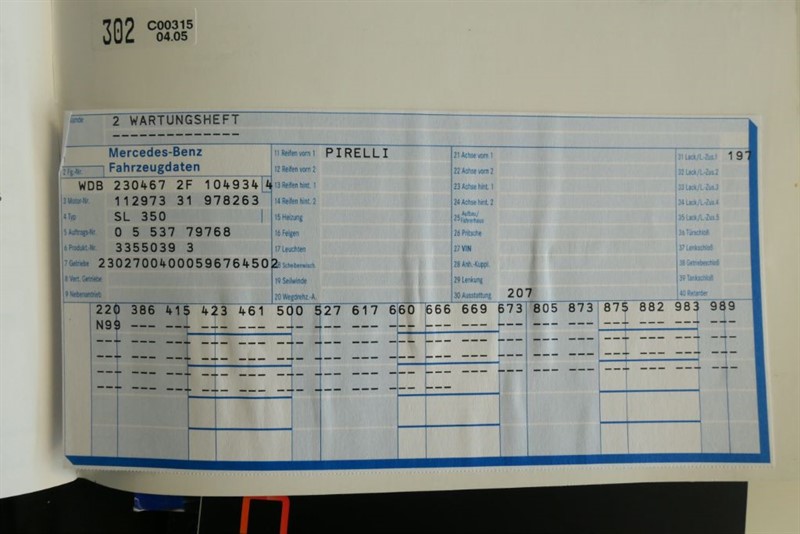 302 C00315
04.05
2 WARTUNGSHEFT
--------------
Mercedes-Benz
Fahrzeugdaten
11 Reifen vorn 1 PIRELLI
21 Achse vorn 1
31 Lack/L.-Zus.1 197
2 Fg.-Nr.
12 Reifen vorn 2
22 Achse vorn 2
32 Lack/L.-Zus.2
WDB 230467 2F 104934 4
13 Reifen hint. 1
23 Achse hint. 1
33 Lack/L.-Zus.3
3 Motor-Nr. 112973 31 978263
14 Reifen hint. 2
24 Achse hint. 2
34 Lack/L.-Zus.4
4 Typ SL 350
15 Heizung
25 Aufbau/Fahrerhaus
35 Lack/L.-Zus.5
5 Auftrags-Nr. 0 5 537 79768
16 Felgen
26 Pritsche
36 Türschloß
6 Produkt.-Nr. 3355039 3
17 Leuchten
27 VIN
37 Lenkschloß
7 Getriebe 23027004000596764502
18 Scheibenwisch.
28 Anh.-Kuppl.
38 Getriebeschloß
8 Vert. Getriebe
19 Seilwinde
29 Lenkung
39 Tankschloß
9 Nebenantrieb
20 Wegdrehz.-A.
30 Ausstattung 207
40 Retarder
220 386 415 423 461 500 527 617 660 666 669 673 805 873 875 882 983 989
N99 --- --- --- --- --- --- --- --- --- --- --- --- --- --- --- --- ---
--- --- --- --- --- --- --- --- --- --- --- --- --- --- --- --- --- ---
--- --- --- --- --- --- --- --- --- --- --- --- --- --- --- --- --- ---
--- --- --- --- --- --- --- --- --- --- --- --- --- --- --- --- --- ---
--- --- --- --- --- --- --- --- --- ---